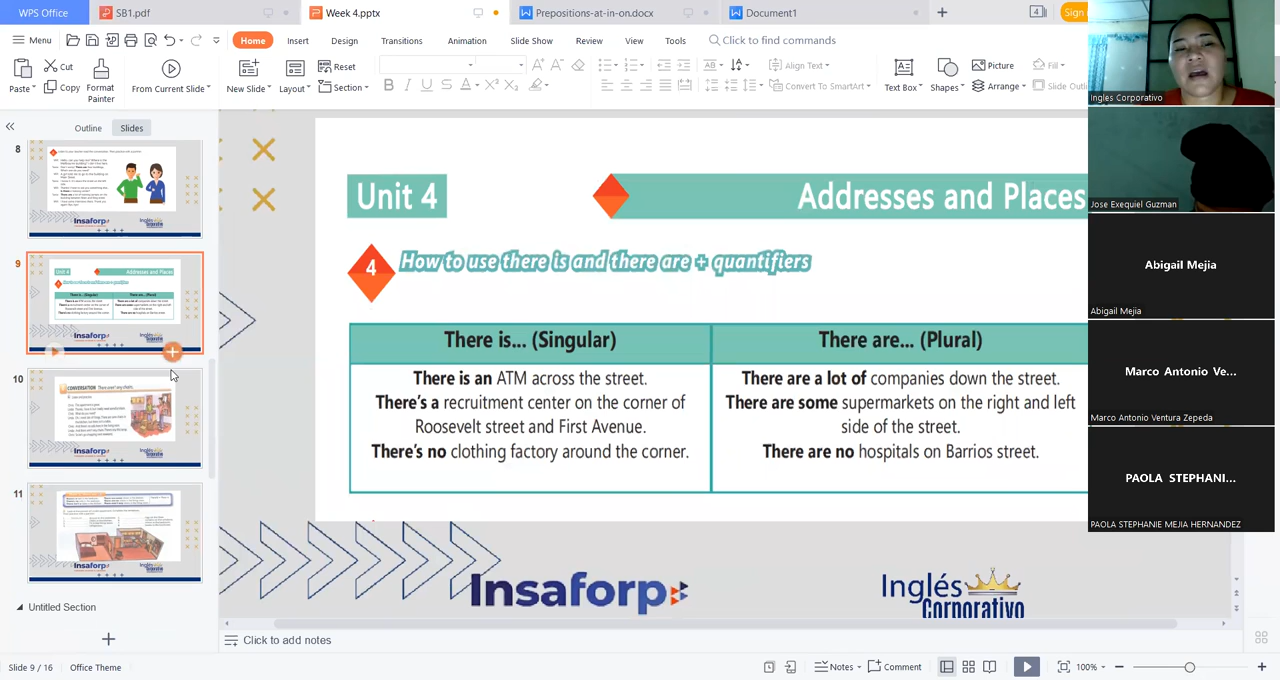 WPS Office
SB1.pdf
Week 4.pptx
Prepositions-at-in-on.docx
Document1
4
Sign
Menu
Home
Insert
Design
Transitions
Animation
Slide Show
Review
View
Tools
Click to find commands
Paste
Cut
Copy
Format
Painter
From Current Slide
New Slide
Layout
Reset
Section
Align Text
Convert To SmartArt
Text Box
Shapes
Picture
Arrange
Fill
Slide
Ingles Corporativo
Jose Exequiel Guzman
Abigail Mejia
Abigail Mejia
Marco Antonio Ve...
Marco Antonio Ventura Zepeda
PAOLA STEPHANI...
PAOLA STEPHANIE MEJIA HERNANDEZ
Outline
Slides
8
9
10
11
Untitled Section
Unit 4
Addresses and Places
4
How to use there is and there are + quantifiers
There is... (Singular)
There are... (Plural)
There is an ATM across the street.
There's a recruitment center on the corner of
Roosevelt street and First Avenue.
There's no clothing factory around the corner.
There are a lot of companies down the street.
There are some supermarkets on the right and left
side of the street.
There are no hospitals on Barrios street.
Insaforp
Inglés
Corporativo
Click to add notes
Slide 9 / 16
Office Theme
Notes
Comment
100%